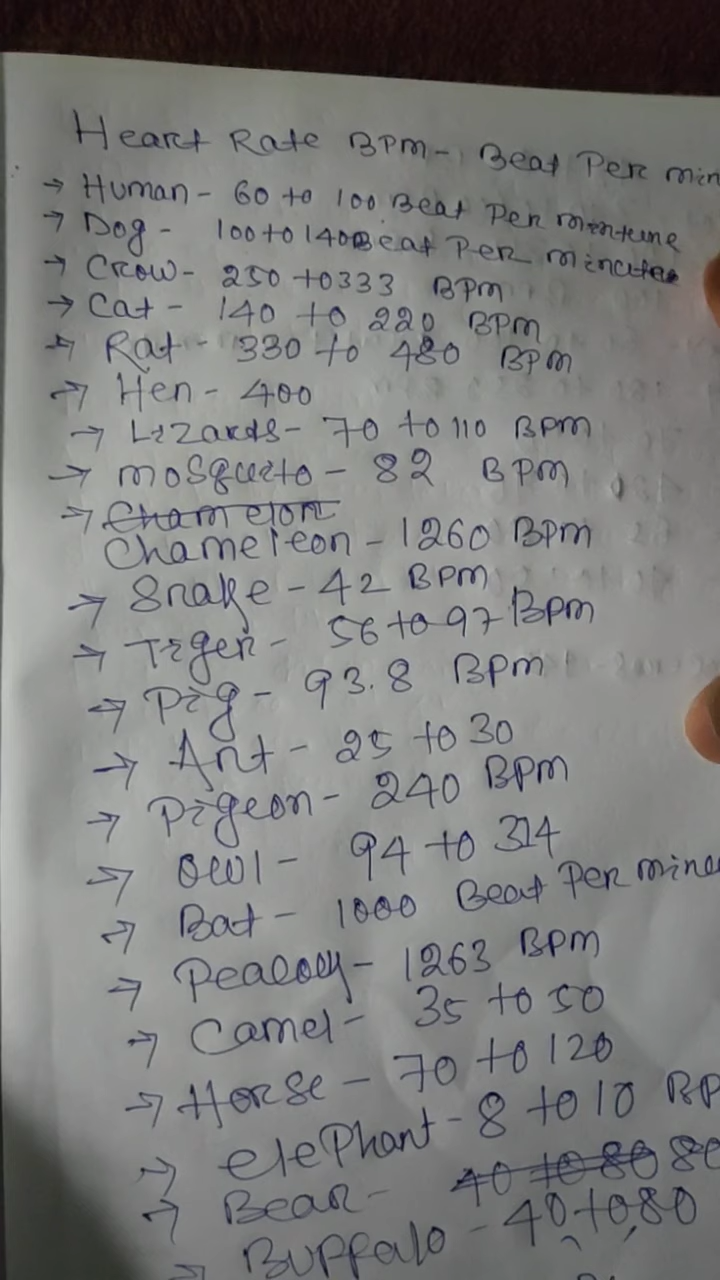 Heart Rate BPM - Beat Per min
→ Human - 60 to 100 Beat Per
→ Dog - 100 to 140 Beat Per minutes
→ Crow - 250 to 333 BPM
→ Cat - 140 to 220 BPM
→ Rat - 330 to 480 BPM
→ Hen - 400
→ Lizards - 70 to 110 BPM
→ Mosquito - 82 BPM
→ Chameleon - 1260 BPM
→ Snake - 42 BPM
→ Tiger - 56 to 97 BPM
→ Pig - 93.8 BPM
→ Ant - 25 to 30
→ Pigeon - 240 BPM
→ Owl - 94 to 314
→ Bat - 1000 Beat Per minu
→ Peacock - 1263 BPM
→ Camel - 35 to 50
→ Horse - 70 to 120
→ elephant - 8 to 10 BP
→ Bear - 40 to 80 80
→ Buffalo - 40 to 80